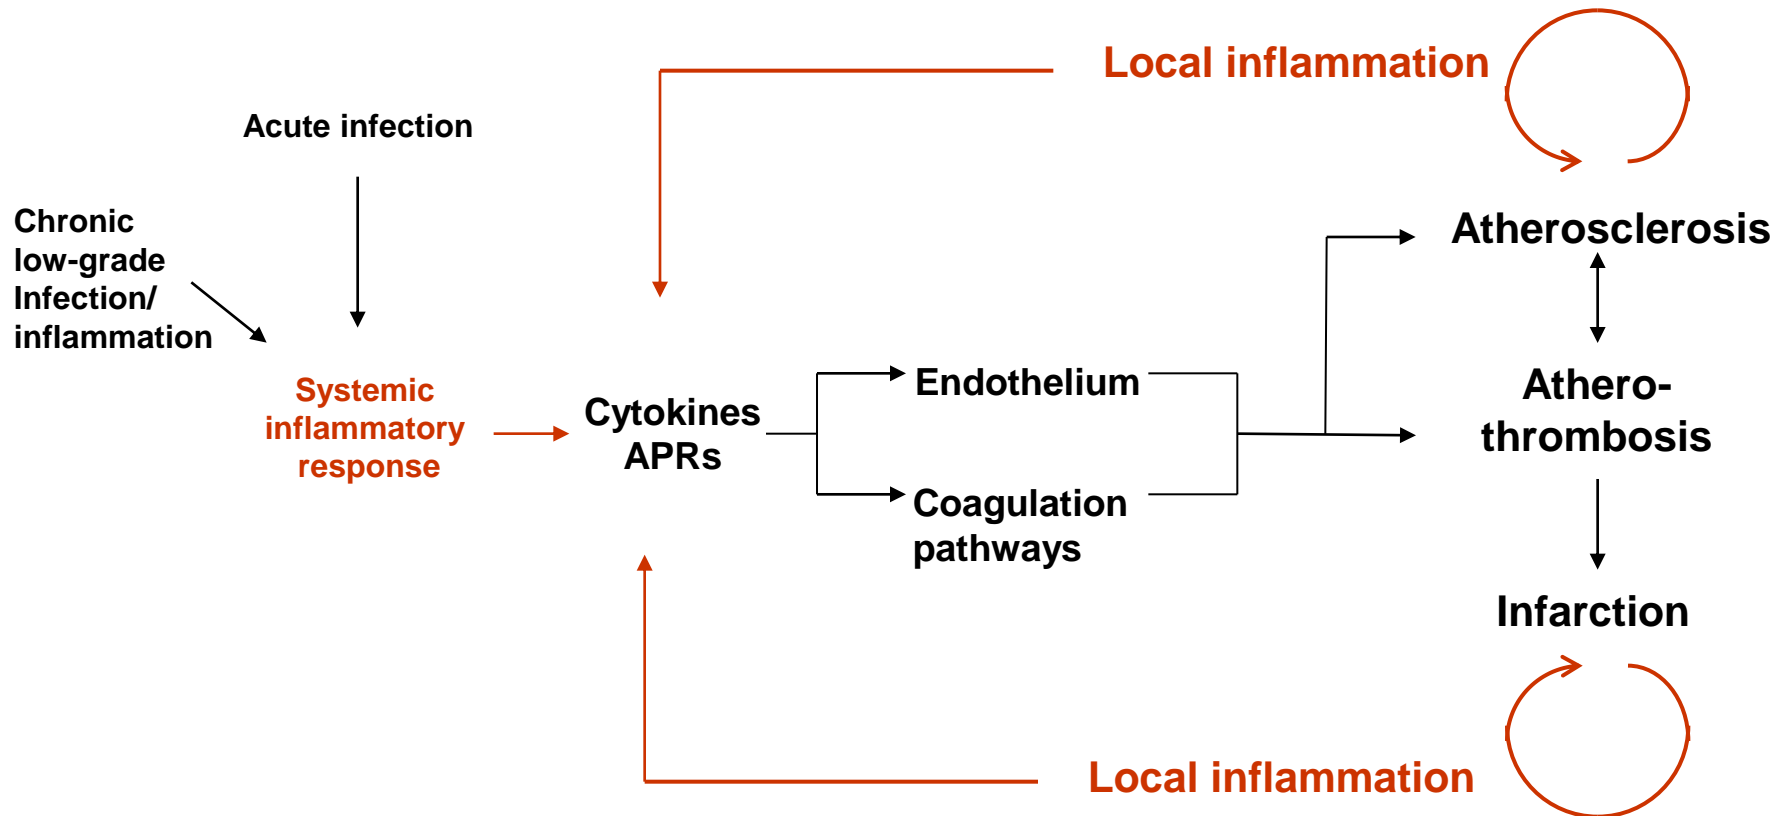 Local inflammation
Acute infection
Chronic
low-grade
Infection/
inflammation
Systemic
inflammatory
response
Cytokines
APRs
Endothelium
Coagulation
pathways
Atherosclerosis
Athero-
thrombosis
Infarction
Local inflammation